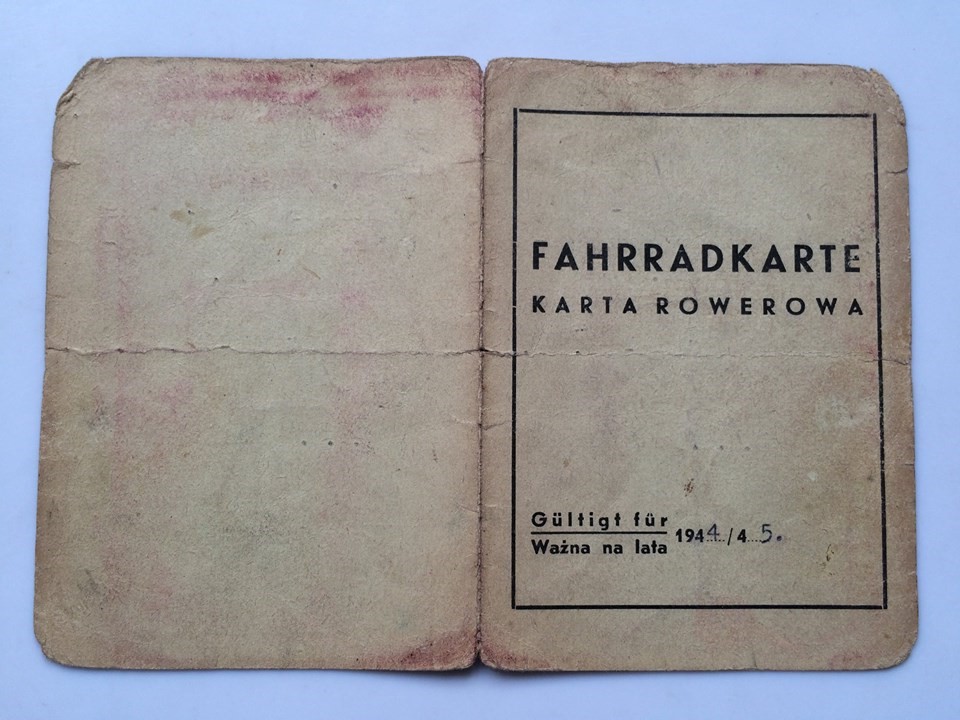 FAHRRADKARTE
KARTA ROWEROWA
Gültigt für
Ważna na lata
1944/45.